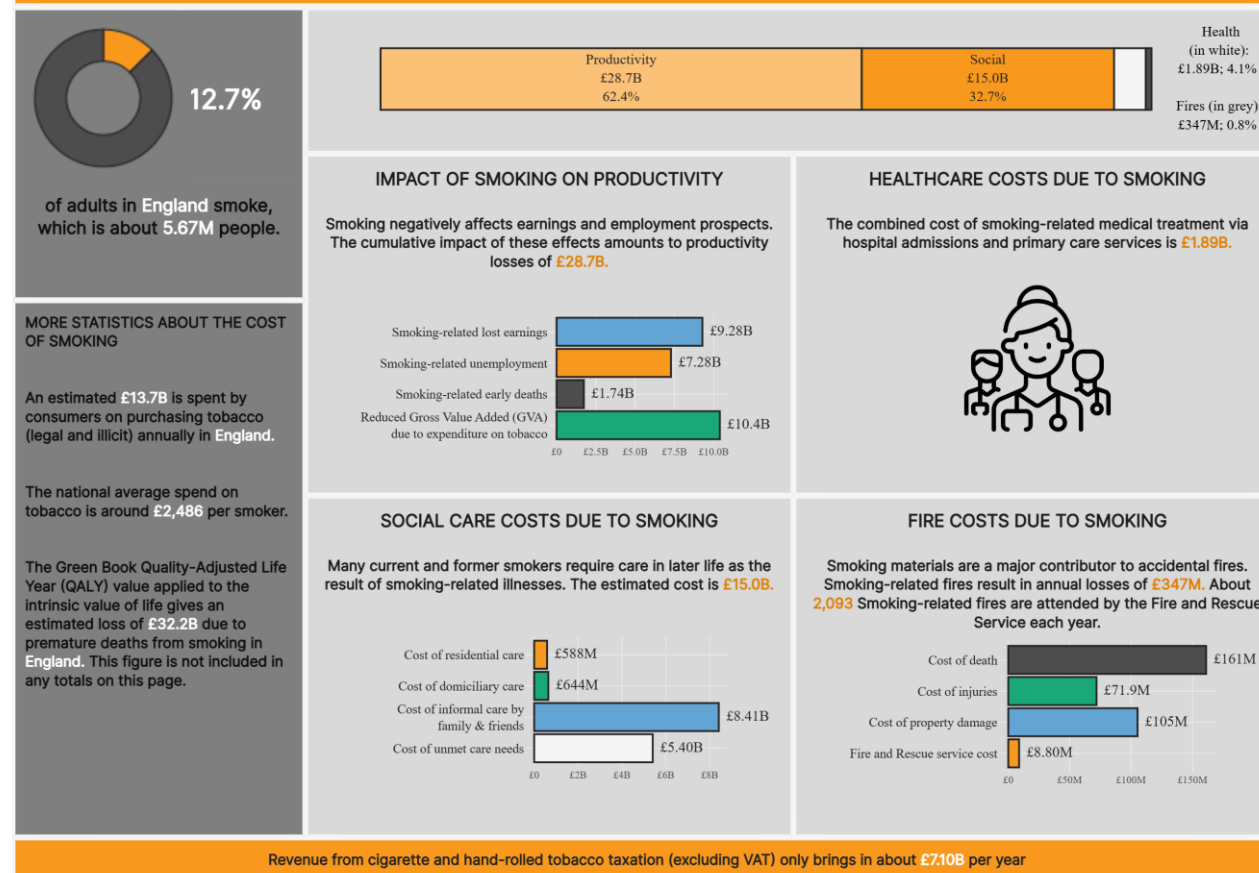 12.7%
of adults in England smoke,
which is about 5.67M people.
MORE STATISTICS ABOUT THE COST
OF SMOKING
An estimated £13.7B is spent by
consumers on purchasing tobacco
(legal and illicit) annually in England.
The national average spend on
tobacco is around £2,486 per smoker.
The Green Book Quality-Adjusted Life
Year (QALY) value applied to the
intrinsic value of life gives an
estimated loss of £32.2B due to
premature deaths from smoking in
England. This figure is not included in
any totals on this page.
Productivity
£28.7B
62.4%
Social
£15.0B
32.7%
Health
(in white):
£1.89B; 4.1%
Fires (in grey)
£347M; 0.8%
IMPACT OF SMOKING ON PRODUCTIVITY
Smoking negatively affects earnings and employment prospects.
The cumulative impact of these effects amounts to productivity
losses of £28.7B.
Smoking-related lost earnings £9.28B
Smoking-related unemployment £7.28B
Smoking-related early deaths £1.74B
Reduced Gross Value Added (GVA)
due to expenditure on tobacco £10.4B
£0 £2.5B £5.0B £7.5B £10.0B
HEALTHCARE COSTS DUE TO SMOKING
The combined cost of smoking-related medical treatment via
hospital admissions and primary care services is £1.89B.
SOCIAL CARE COSTS DUE TO SMOKING
Many current and former smokers require care in later life as the
result of smoking-related illnesses. The estimated cost is £15.0B.
Cost of residential care £588M
Cost of domiciliary care £644M
Cost of informal care by
family & friends £8.41B
Cost of unmet care needs £5.40B
£0 £2B £4B £6B £8B
FIRE COSTS DUE TO SMOKING
Smoking materials are a major contributor to accidental fires.
Smoking-related fires result in annual losses of £347M. About
2,093 Smoking-related fires are attended by the Fire and Rescue
Service each year.
Cost of death £161M
Cost of injuries £71.9M
Cost of property damage £105M
Fire and Rescue service cost £8.80M
£0 £50M £100M £150M
Revenue from cigarette and hand-rolled tobacco taxation (excluding VAT) only brings in about £7.10B per year